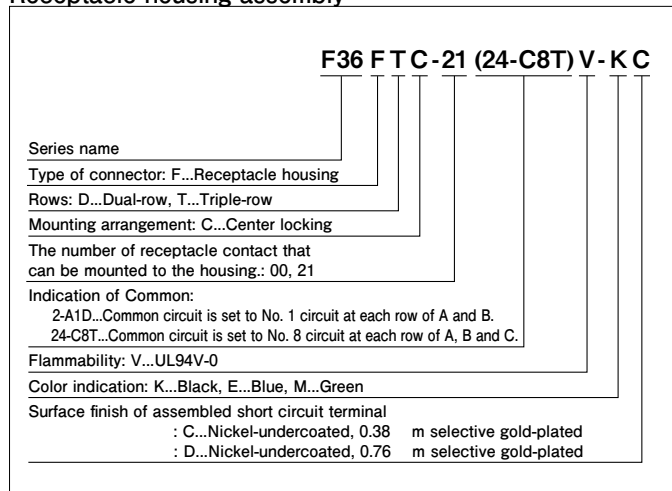 Receptacle housing assembly
F36 F T C - 21 (24-C8T) V - K C
Series name
Type of connector: F...Receptacle housing
Rows: D...Dual-row, T...Triple-row
Mounting arrangement: C...Center locking
The number of receptacle contact that
can be mounted to the housing.: 00, 21
Indication of Common:
2-A1D...Common circuit is set to No. 1 circuit at each row of A and B.
24-C8T...Common circuit is set to No. 8 circuit at each row of A, B and C.
Flammability: V...UL94V-0
Color indication: K...Black, E...Blue, M...Green
Surface finish of assembled short circuit terminal
: C...Nickel-undercoated, 0.38 m selective gold-plated
: D...Nickel-undercoated, 0.76 m selective gold-plated